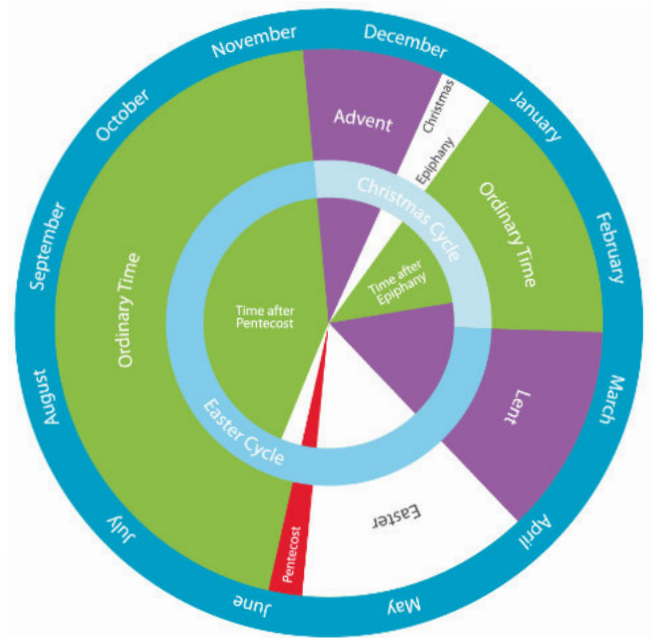 November
December
January
February
March
April
May
June
July
August
September
October
Advent
Christmas
Epiphany
Ordinary Time
Lent
Easter
Pentecost
Ordinary Time
Christmas Cycle
Easter Cycle
Time after
Epiphany
Time after
Pentecost